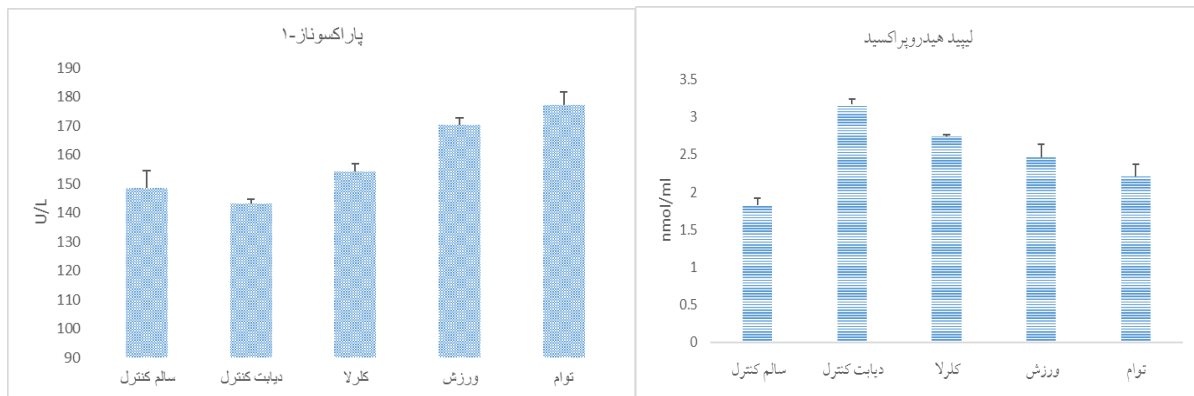 پاراکسوناز-۱
190
180
170
160
150
140
130
120
110
100
90
U/L
سالم کنترل
دیابت کنترل
کلرلا
ورزش
توام
لیپید هیدروپراکسید
3.5
3
2.5
2
1.5
1
0.5
0
nmol/ml
سالم کنترل
دیابت کنترل
کلرلا
ورزش
توام